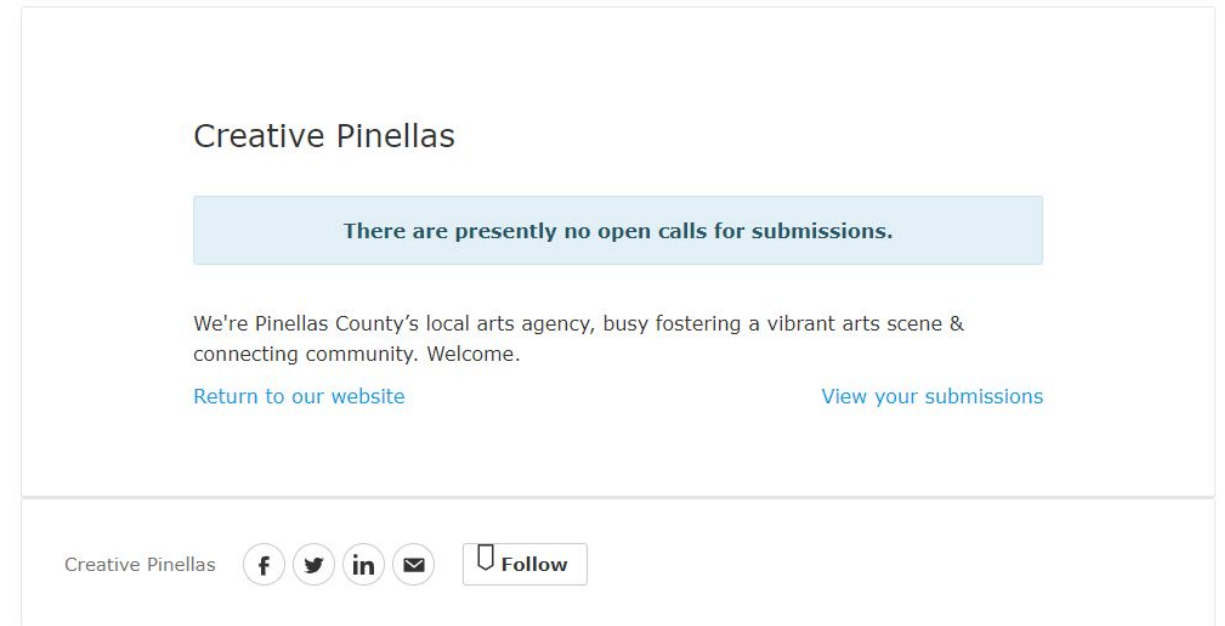 Creative Pinellas
There are presently no open calls for submissions.
We're Pinellas County’s local arts agency, busy fostering a vibrant arts scene &
connecting community. Welcome.
Return to our website View your submissions
Creative Pinellas Follow